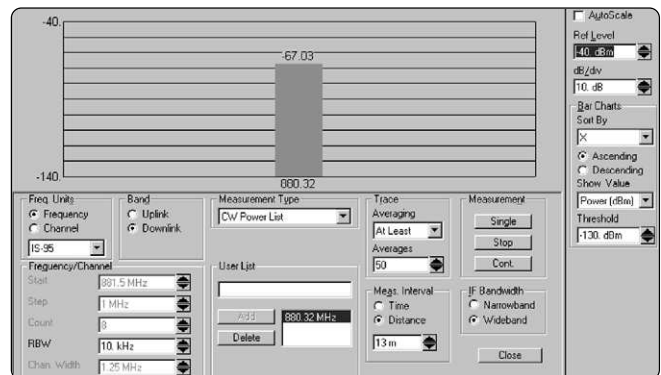 -40.
-67.03
-140.
880.32
AutoScale
Ref Level
-40. dBm
dB/div
10. dB
Bar Charts
Sort By
X
Ascending
Descending
Show Value
Power (dBm)
Threshold
-130. dBm
Freq. Units
Frequency
Channel
IS-95
Band
Uplink
Downlink
Measurement Type
CW Power List
Trace
Averaging
At Least
Averages
50
Measurement
Single
Stop
Cont.
Frequency/Channel
Start
881.5 MHz
Step
1 MHz
Count
8
RBW
10. kHz
Chan. Width
1.25 MHz
User List
Add
880.32 MHz
Delete
Meas. Interval
Time
Distance
13 m
IF Bandwidth
Narrowband
Wideband
Close